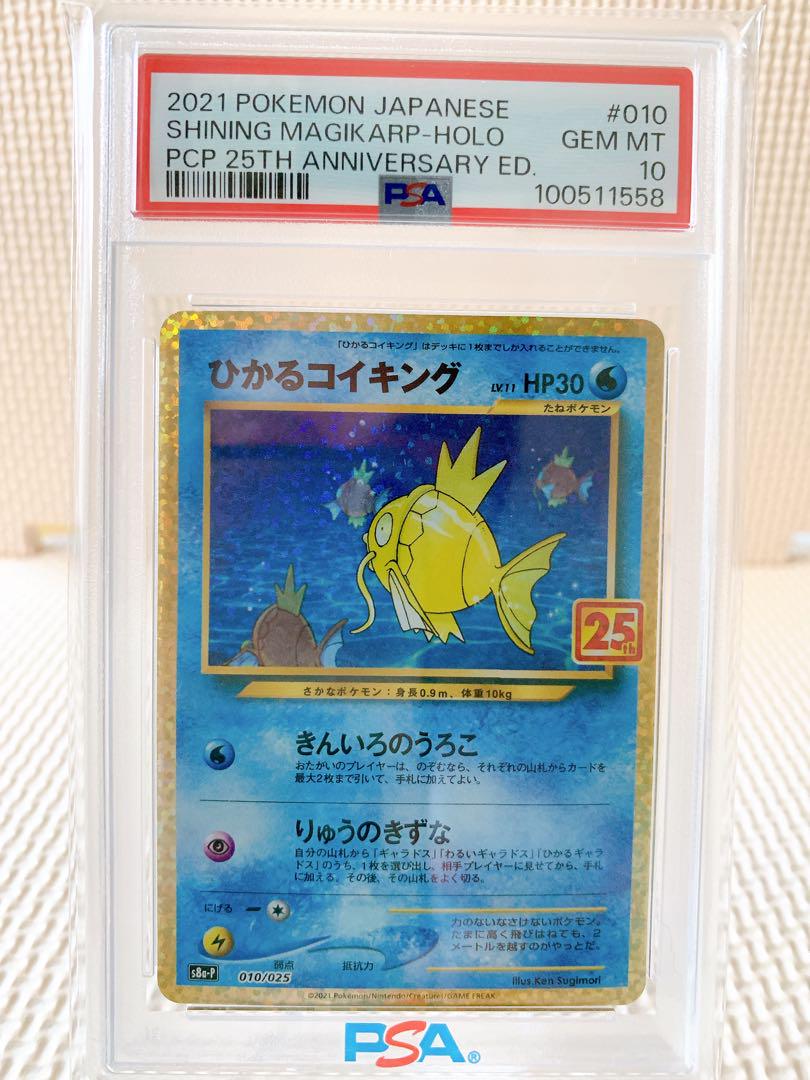 2021 POKEMON JAPANESE #010
SHINING MAGIKARP-HOLO GEM MT
PCP 25TH ANNIVERSARY ED. 10
PSA 100511558
「ひかるコイキング」はデッキに1枚までしか入れることができません。
ひかるコイキング LV.11 HP30
たねポケモン
25th
さかなポケモン：身長0.9m、体重10kg
きんいろのうろこ
おたがいのプレイヤーは、のぞむなら、それぞれの山札からカードを
最大2枚まで引いて、手札に加えてよい。
りゅうのきずな
自分の山札から「ギャラドス」「わるいギャラドス」「ひかるギャラ
ドス」のうち、1枚を選び出し、相手プレイヤーに見せてから、手札
に加える。その後、その山札をよく切る。
にげる
力のないなさけないポケモン。
たまに高く飛びはねても、2
メートルを越すのがやっとだ。
弱点 抵抗力
s8a-P 010/025
illus.Ken Sugimori
©2021 Pokémon/Nintendo/Creatures/GAME FREAK
PSA®